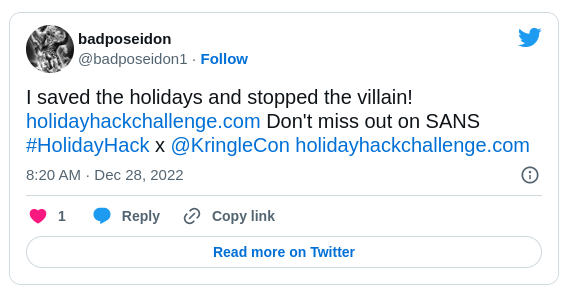 badposeidon
@badposeidon1 · Follow
I saved the holidays and stopped the villain!
holidayhackchallenge.com Don't miss out on SANS
#HolidayHack x @KringleCon holidayhackchallenge.com
8:20 AM · Dec 28, 2022
1 Reply Copy link
Read more on Twitter